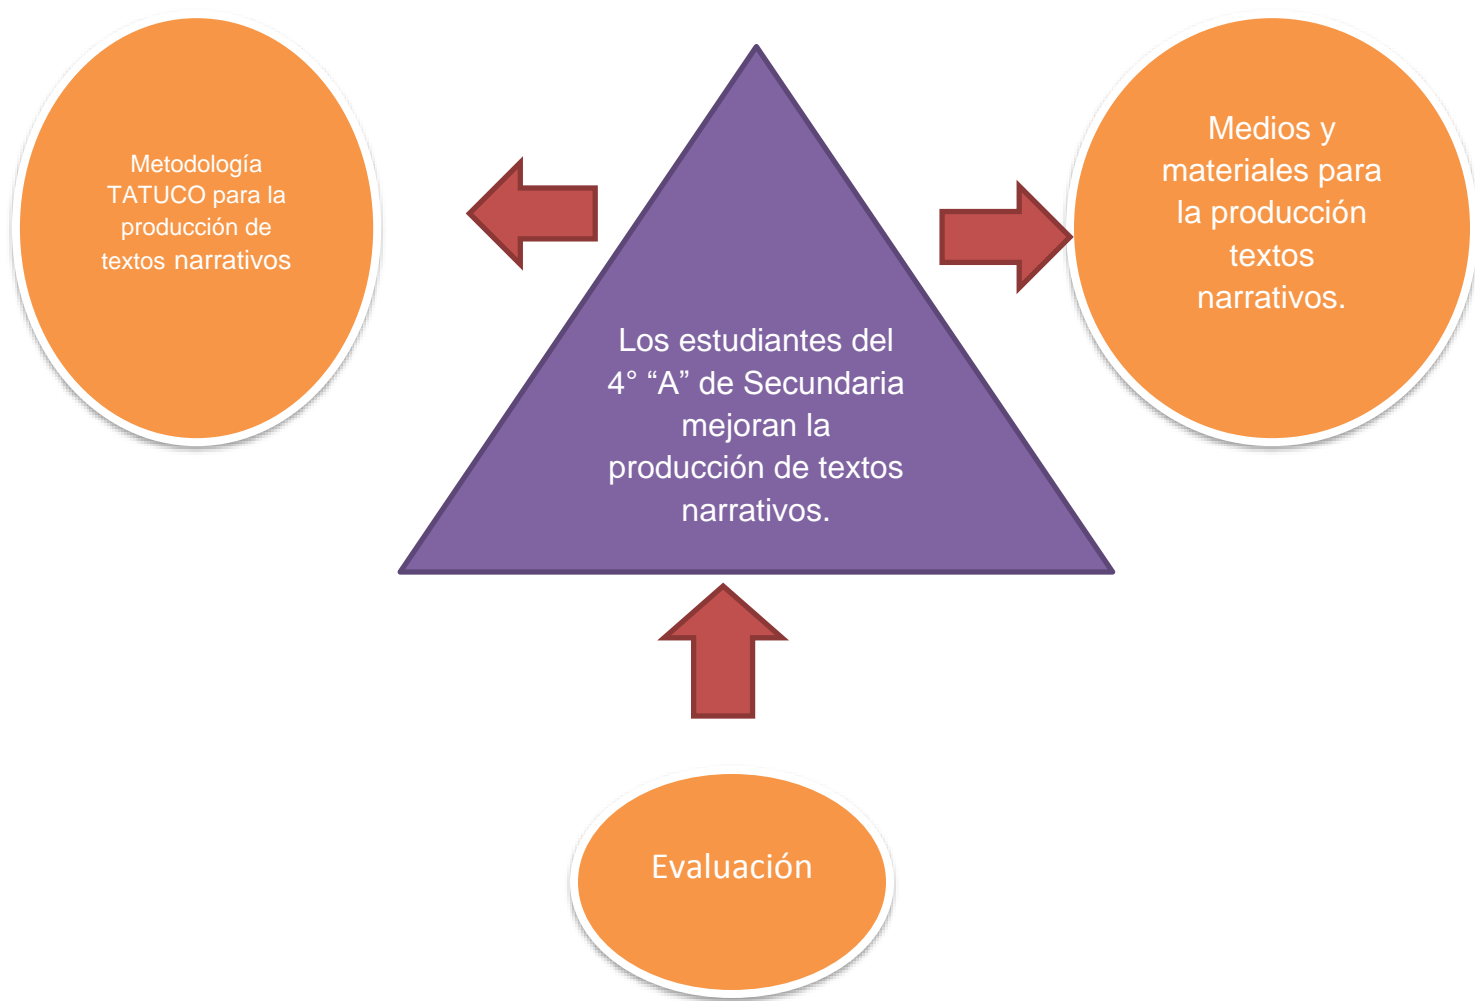 Metodología
TATUCO para la
producción de
textos narrativos
Medios y
materiales para
la producción
textos
narrativos.
Los estudiantes del
4° “A” de Secundaria
mejoran la
producción de textos
narrativos.
Evaluación